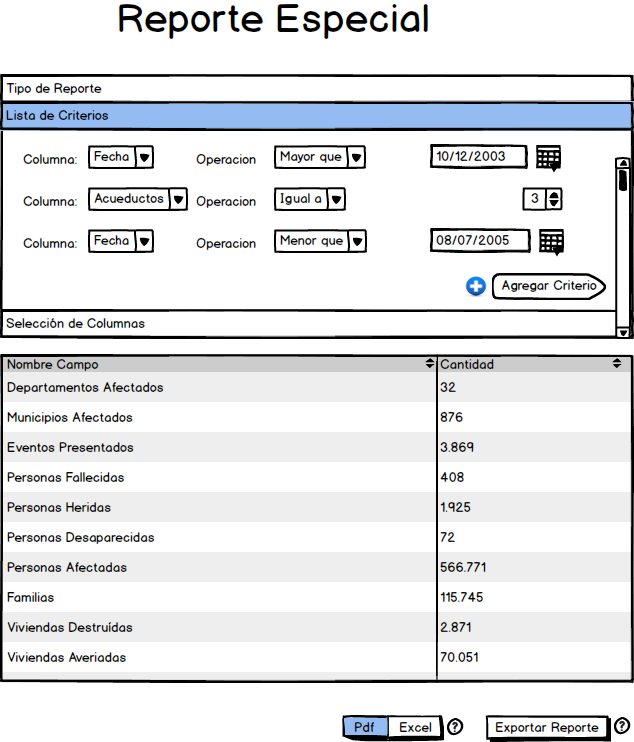 Reporte Especial
Tipo de Reporte
Lista de Criterios
Columna: Fecha Operacion Mayor que 10/12/2003
Columna: Acueductos Operacion Igual a 3
Columna: Fecha Operacion Menor que 08/07/2005
Agregar Criterio
Selección de Columnas
Nombre Campo Cantidad
Departamentos Afectados 32
Municipios Afectados 876
Eventos Presentados 3.869
Personas Fallecidas 408
Personas Heridas 1.925
Personas Desaparecidas 72
Personas Afectadas 566.771
Familias 115.745
Viviendas Destruídas 2.871
Viviendas Averiadas 70.051
Pdf Excel ? Exportar Reporte ?